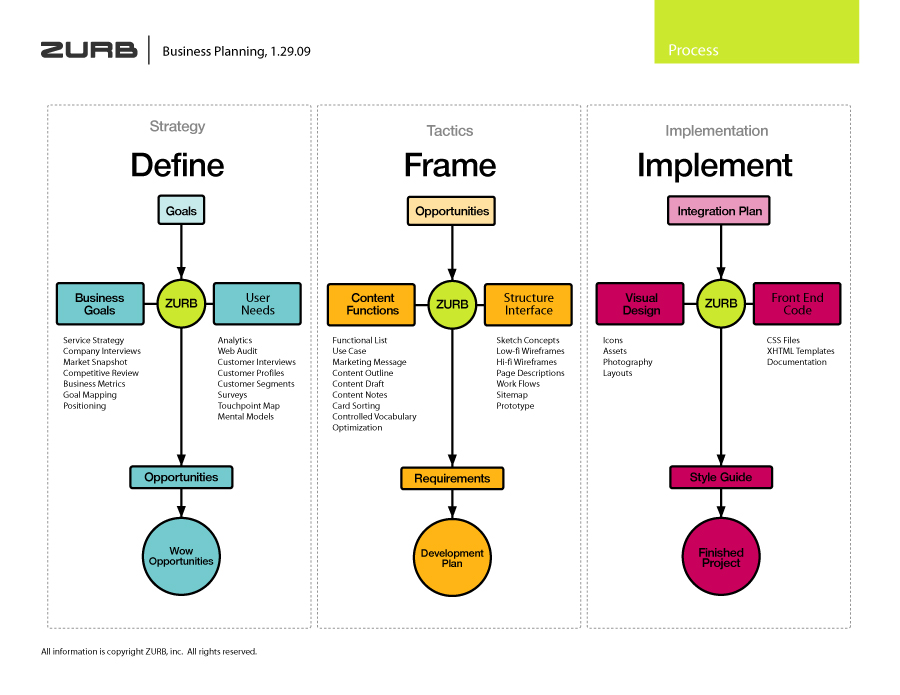 ZURB
Business Planning, 1.29.09
Process
Strategy
Define
Goals
Business
Goals
ZURB
User
Needs
Service Strategy
Company Interviews
Market Snapshot
Competitive Review
Business Metrics
Goal Mapping
Positioning
Analytics
Web Audit
Customer Interviews
Customer Profiles
Customer Segments
Surveys
Touchpoint Map
Mental Models
Opportunities
Wow
Opportunities
Tactics
Frame
Opportunities
Content
Functions
ZURB
Structure
Interface
Functional List
Use Case
Marketing Message
Content Outline
Content Draft
Content Notes
Card Sorting
Controlled Vocabulary
Optimization
Sketch Concepts
Low-fi Wireframes
Hi-fi Wireframes
Page Descriptions
Work Flows
Sitemap
Prototype
Requirements
Development
Plan
Implementation
Implement
Integration Plan
Visual
Design
ZURB
Front End
Code
Icons
Assets
Photography
Layouts
CSS Files
XHTML Templates
Documentation
Style Guide
Finished
Project
All information is copyright ZURB, inc. All rights reserved.